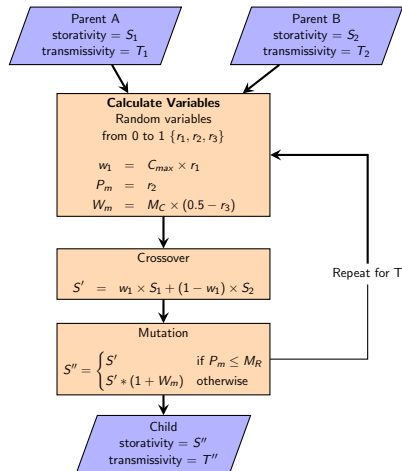 Parent A
storativity = S₁
transmissivity = T₁
Parent B
storativity = S₂
transmissivity = T₂
Calculate Variables
Random variables
from 0 to 1 {r₁, r₂, r₃}
w₁ = C_max × r₁
P_m = r₂
W_m = M_C × (0.5 − r₃)
Crossover
S′ = w₁ × S₁ + (1 − w₁) × S₂
Repeat for T
Mutation
S′′ = { S′ if P_m ≤ M_R
S′ ∗ (1 + W_m) otherwise
Child
storativity = S′′
transmissivity = T′′